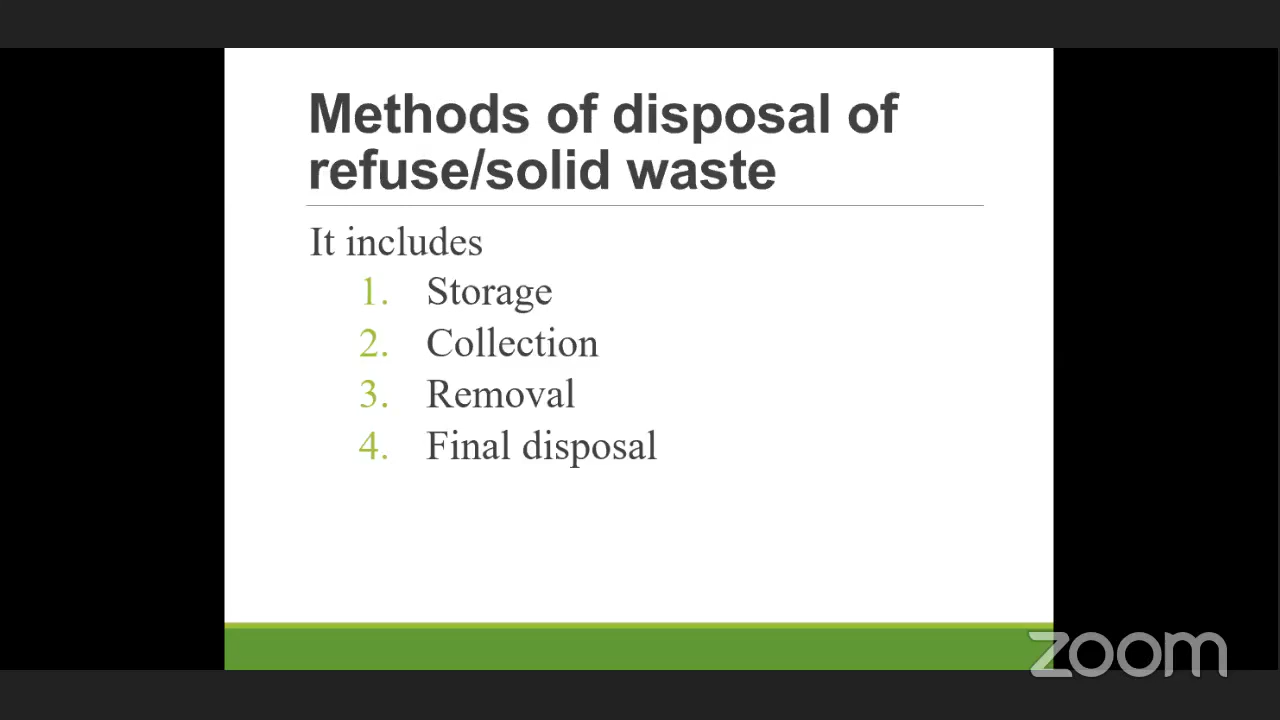 Methods of disposal of
refuse/solid waste
It includes
1. Storage
2. Collection
3. Removal
4. Final disposal
zoom